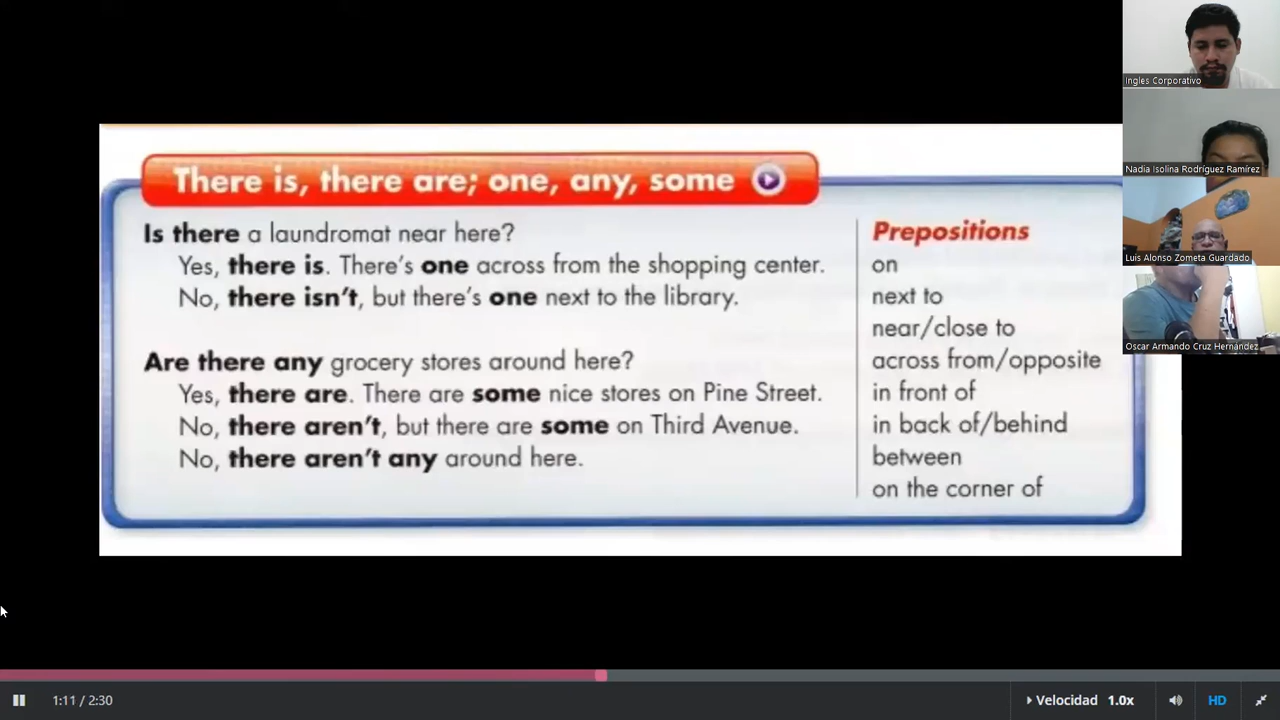 There is, there are; one, any, some
Is there a laundromat near here?
Yes, there is. There's one across from the shopping center.
No, there isn't, but there's one next to the library.
Are there any grocery stores around here?
Yes, there are. There are some nice stores on Pine Street.
No, there aren't, but there are some on Third Avenue.
No, there aren't any around here.
Prepositions
on
next to
near/close to
across from/opposite
in front of
in back of/behind
between
on the corner of
Ingles Corporativo
Nadia Isolina Rodríguez Ramírez
Luis Alonso Zometa Guardado
Oscar Armando Cruz Hernandez
1:11 / 2:30
Velocidad 1.0x
HD